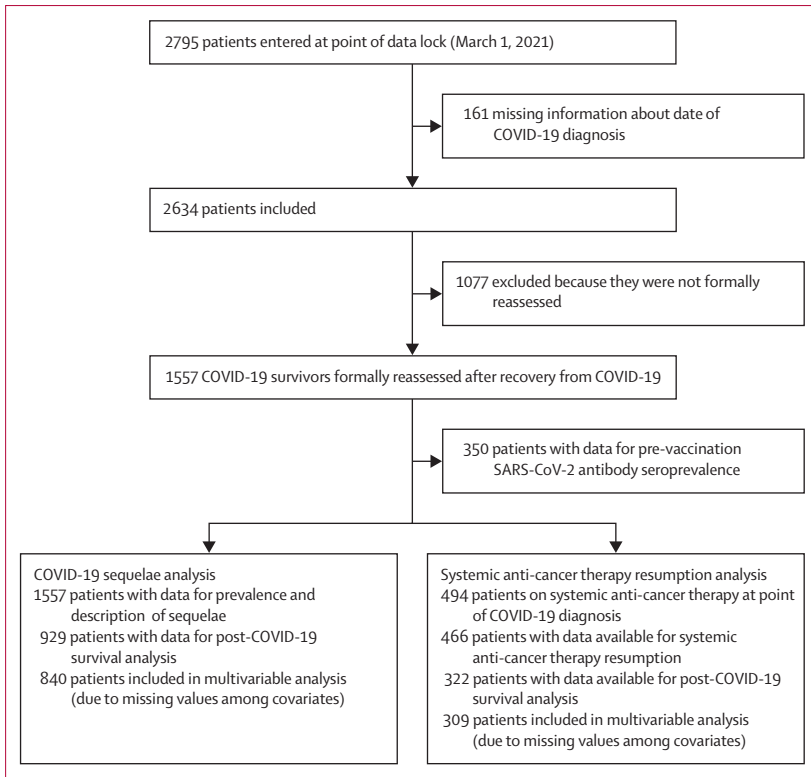 2795 patients entered at point of data lock (March 1, 2021)
161 missing information about date of
COVID-19 diagnosis
2634 patients included
1077 excluded because they were not formally
reassessed
1557 COVID-19 survivors formally reassessed after recovery from COVID-19
350 patients with data for pre-vaccination
SARS-CoV-2 antibody seroprevalence
COVID-19 sequelae analysis
1557 patients with data for prevalence and
description of sequelae
929 patients with data for post-COVID-19
survival analysis
840 patients included in multivariable analysis
(due to missing values among covariates)
Systemic anti-cancer therapy resumption analysis
494 patients on systemic anti-cancer therapy at point
of COVID-19 diagnosis
466 patients with data available for systemic
anti-cancer therapy resumption
322 patients with data available for post-COVID-19
survival analysis
309 patients included in multivariable analysis
(due to missing values among covariates)